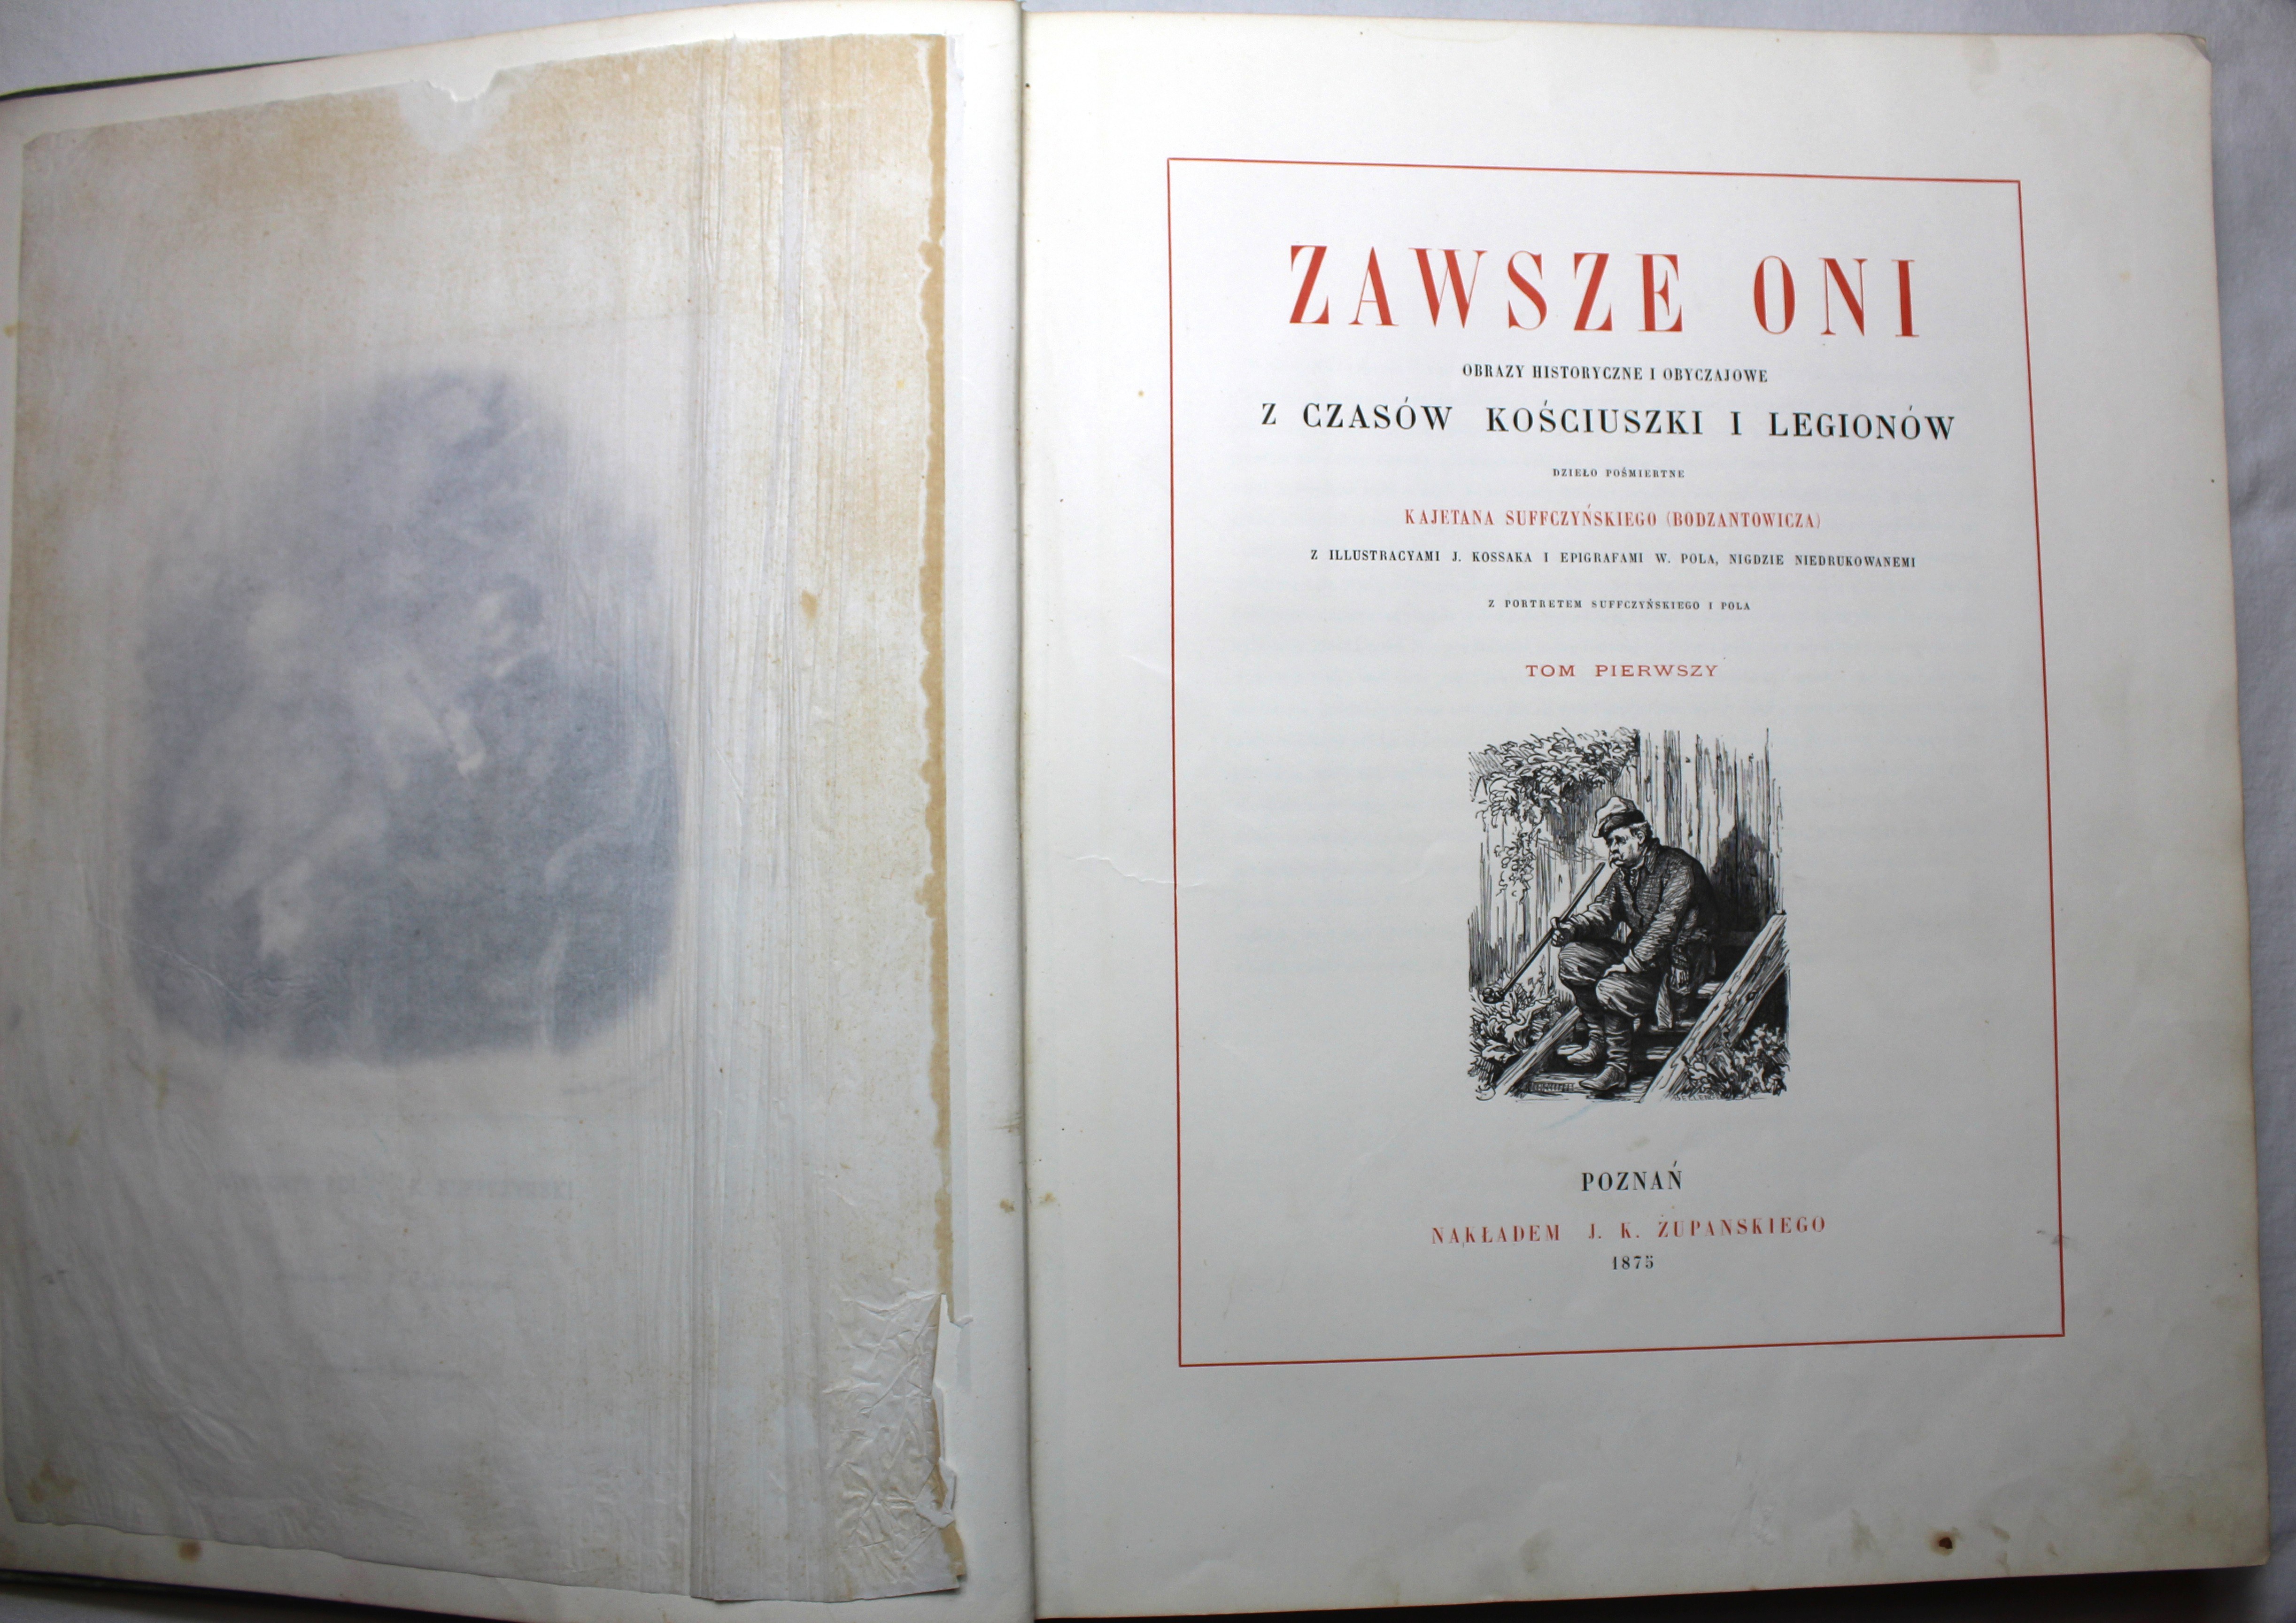 ZAWSZE ONI
OBRAZY HISTORYCZNE I OBYCZAJOWE
Z CZASÓW KOŚCIUSZKI I LEGIONÓW
DZIEŁO POŚMIERTNE
KAJETANA SUFFCZYŃSKIEGO (BODZANTOWICZA)
Z ILLUSTRACYAMI J. KOSSAKA I EPIGRAFAMI W. POLA, NIGDZIE NIEDRUKOWANEMI
Z PORTRETEM SUFFCZYŃSKIEGO I POLA
TOM PIERWSZY
POZNAŃ
NAKŁADEM J. K. ŻUPANSKIEGO
1875